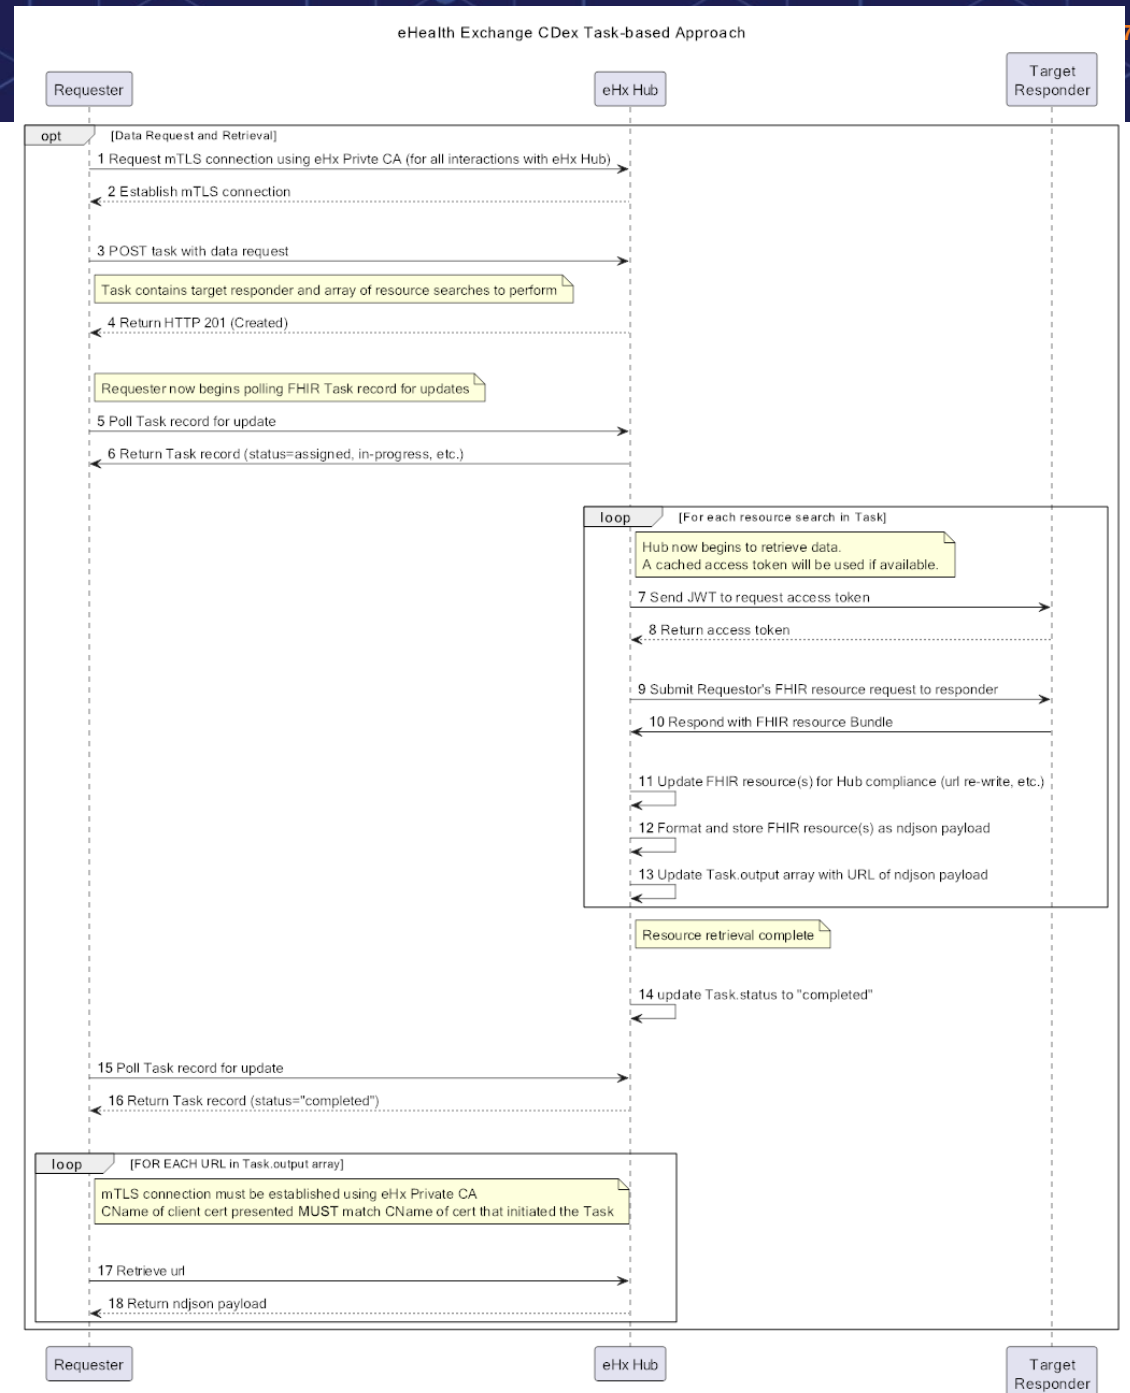 eHealth Exchange CDex Task-based Approach
7
Requester
eHx Hub
Target
Responder
opt
[Data Request and Retrieval]
1 Request mTLS connection using eHx Privte CA (for all interactions with eHx Hub)
2 Establish mTLS connection
3 POST task with data request
Task contains target responder and array of resource searches to perform
4 Return HTTP 201 (Created)
Requester now begins polling FHIR Task record for updates
5 Poll Task record for update
6 Return Task record (status=assigned, in-progress, etc.)
loop
[For each resource search in Task]
Hub now begins to retrieve data.
A cached access token will be used if available.
7 Send JWT to request access token
8 Return access token
9 Submit Requestor's FHIR resource request to responder
10 Respond with FHIR resource Bundle
11 Update FHIR resource(s) for Hub compliance (url re-write, etc.)
12 Format and store FHIR resource(s) as ndjson payload
13 Update Task.output array with URL of ndjson payload
Resource retrieval complete
14 update Task.status to "completed"
15 Poll Task record for update
16 Return Task record (status="completed")
loop
[FOR EACH URL in Task.output array]
mTLS connection must be established using eHx Private CA
CName of client cert presented MUST match CName of cert that initiated the Task
17 Retrieve url
18 Return ndjson payload
Requester
eHx Hub
Target
Responder